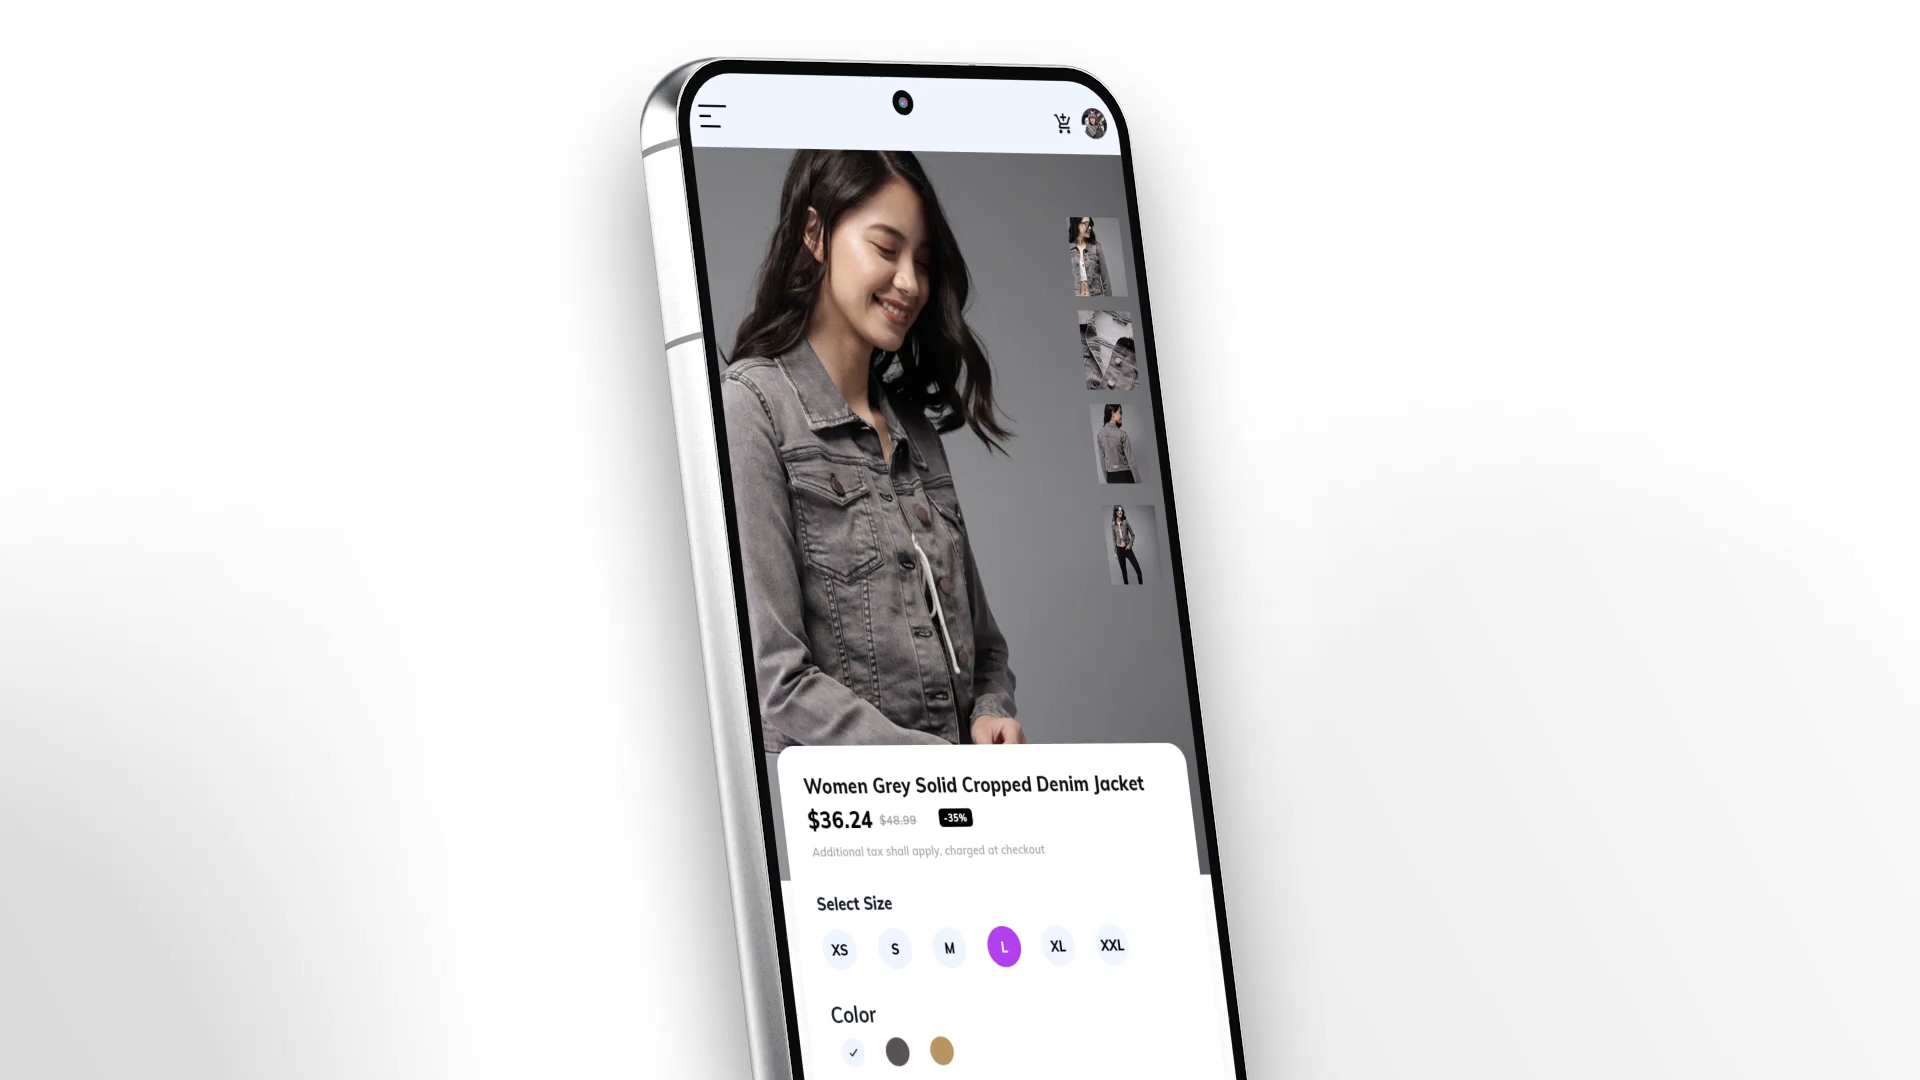 Women Grey Solid Cropped Denim Jacket
$36.24 $48.99 -35%
Additional tax shall apply, charged at checkout
Select Size
XS S M L XL XXL
Color